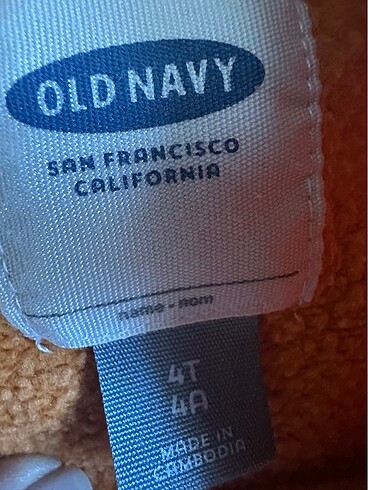 OLD NAVY
SAN FRANCISCO
CALIFORNIA
name - nom
4T
4A
MADE IN
CAMBODIA